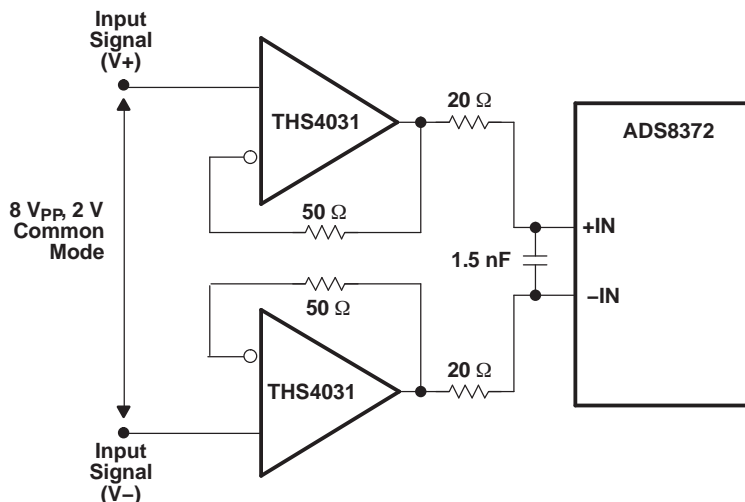 Input
Signal
(V+)
THS4031
20 Ω
ADS8372
50 Ω
8 VPP, 2 V
Common
Mode
+IN
1.5 nF
−IN
50 Ω
THS4031
20 Ω
Input
Signal
(V−)